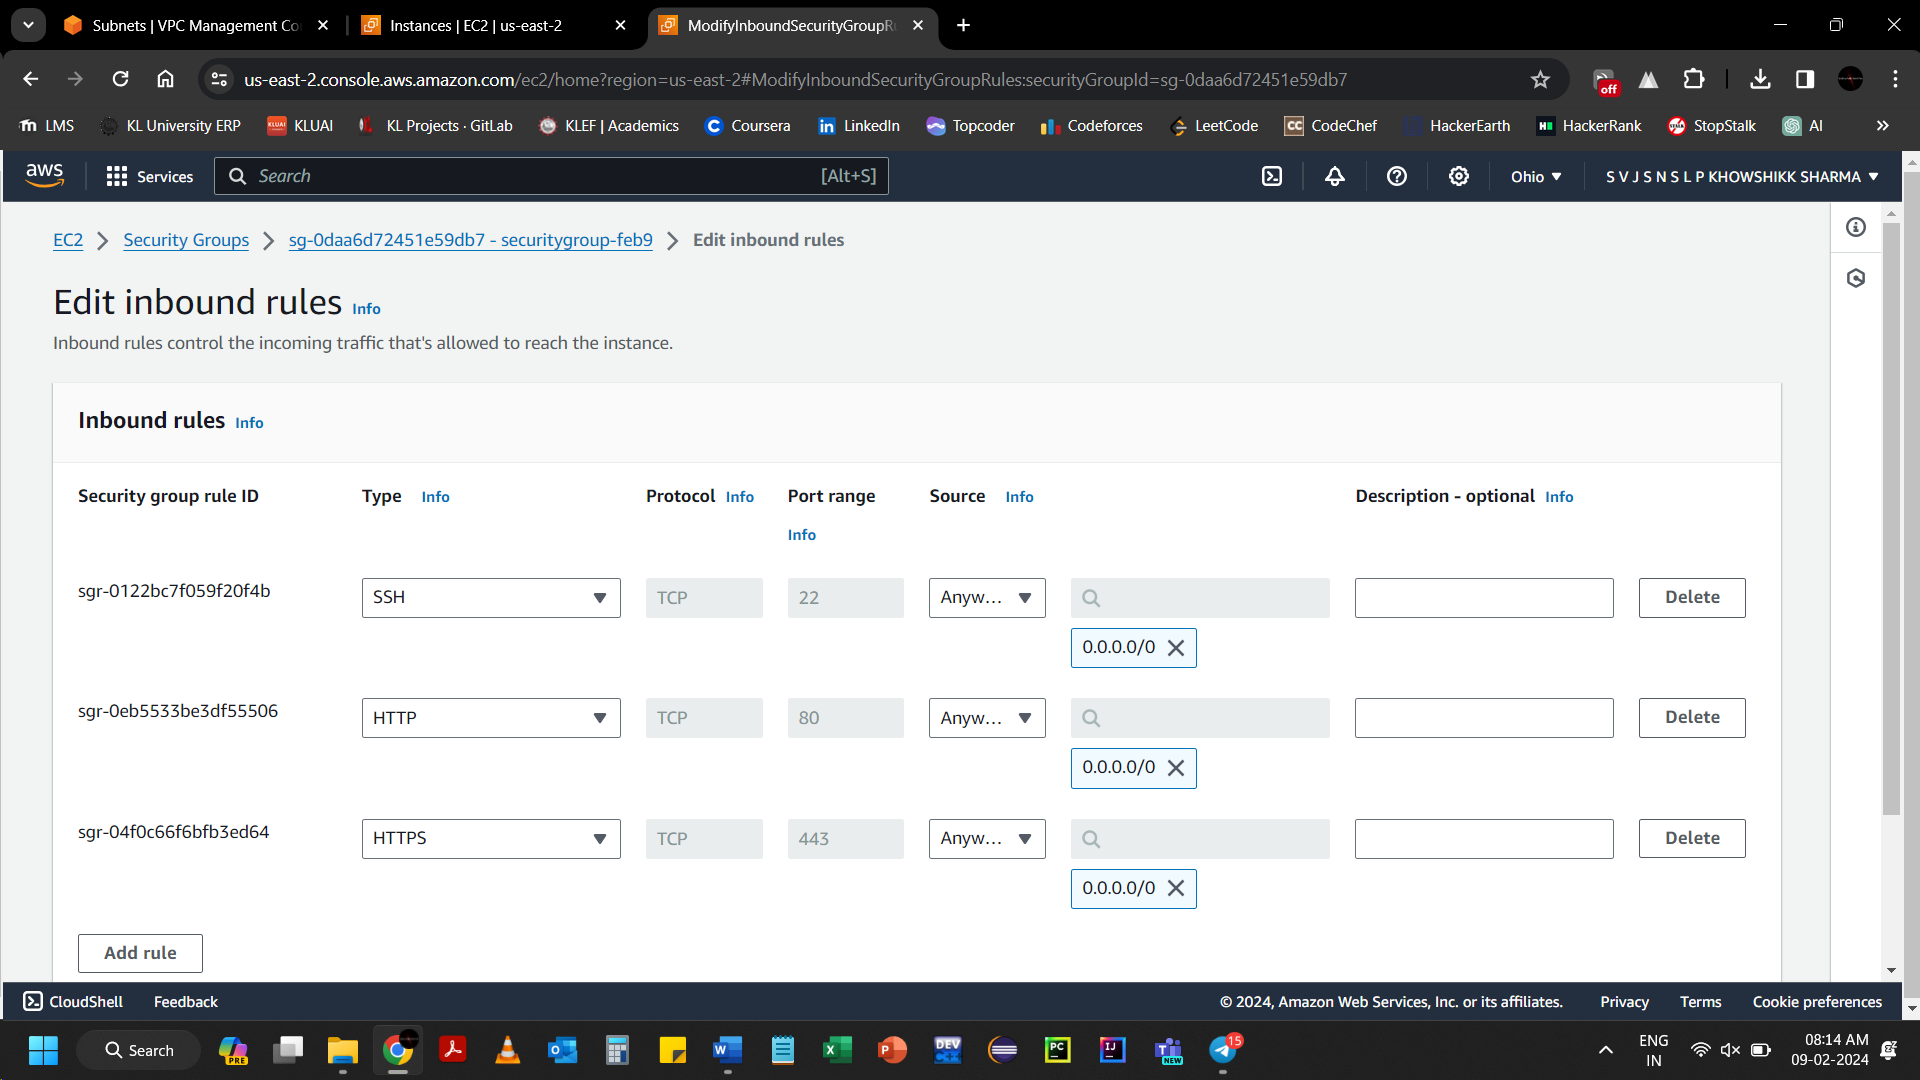 Subnets | VPC Management Co
Instances | EC2 | us-east-2
ModifyInboundSecurityGroupR
us-east-2.console.aws.amazon.com/ec2/home?region=us-east-2#ModifyInboundSecurityGroupRules:securityGroupId=sg-0daa6d72451e59db7
off
LMS
KL University ERP
KLUAI
KL Projects · GitLab
KLEF | Academics
Coursera
LinkedIn
Topcoder
Codeforces
LeetCode
CodeChef
HackerEarth
HackerRank
StopStalk
AI
aws
Services
Search
[Alt+S]
Ohio
S V J S N S L P KHOWSHIKK SHARMA
EC2 > Security Groups > sg-0daa6d72451e59db7 - securitygroup-feb9 > Edit inbound rules
Edit inbound rules Info
Inbound rules control the incoming traffic that's allowed to reach the instance.
Inbound rules Info
Security group rule ID Type Info Protocol Info Port range Source Info Description - optional Info
Info
sgr-0122bc7f059f20f4b SSH TCP 22 Anyw... Delete
0.0.0.0/0
sgr-0eb5533be3df55506 HTTP TCP 80 Anyw... Delete
0.0.0.0/0
sgr-04f0c66f6bfb3ed64 HTTPS TCP 443 Anyw... Delete
0.0.0.0/0
Add rule
CloudShell Feedback © 2024, Amazon Web Services, Inc. or its affiliates. Privacy Terms Cookie preferences
Search
PRE
DEV
C++
PC
IJ
NEW
15
ENG
IN
08:14 AM
09-02-2024